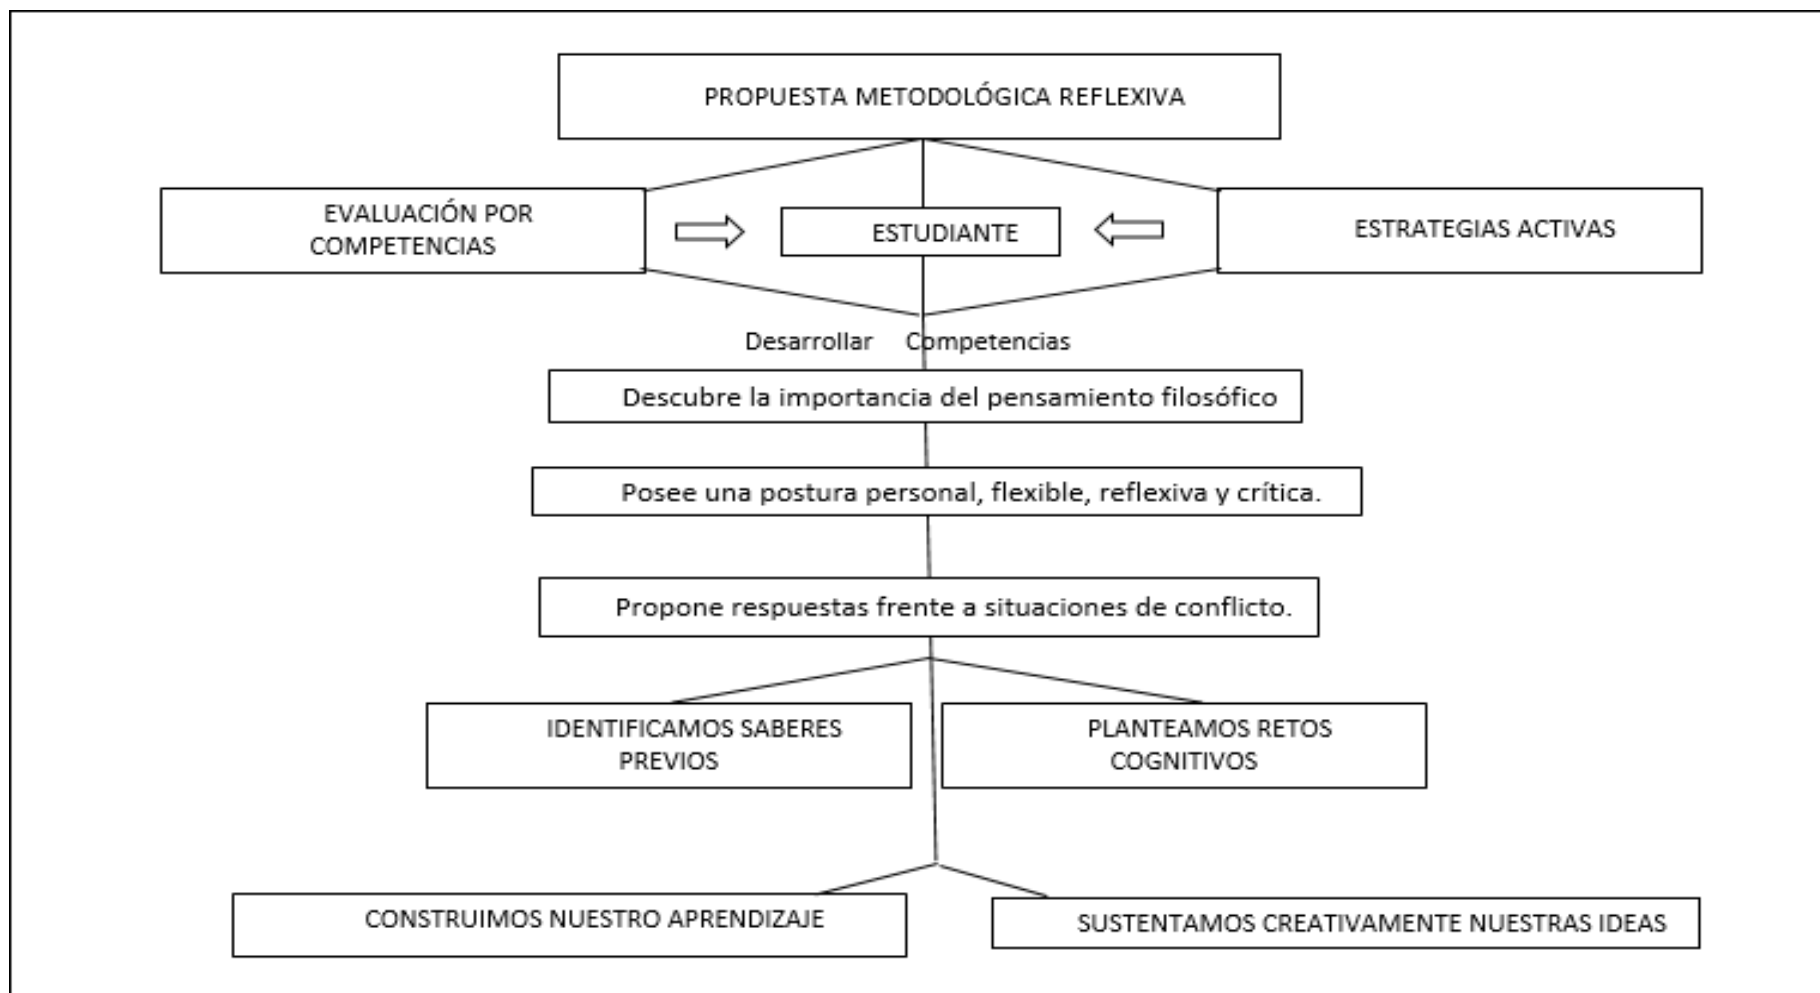 PROPUESTA METODOLÓGICA REFLEXIVA
EVALUACIÓN POR
COMPETENCIAS
ESTUDIANTE
ESTRATEGIAS ACTIVAS
Desarrollar Competencias
Descubre la importancia del pensamiento filosófico
Posee una postura personal, flexible, reflexiva y crítica.
Propone respuestas frente a situaciones de conflicto.
IDENTIFICAMOS SABERES
PREVIOS
PLANTEAMOS RETOS
COGNITIVOS
CONSTRUIMOS NUESTRO APRENDIZAJE
SUSTENTAMOS CREATIVAMENTE NUESTRAS IDEAS